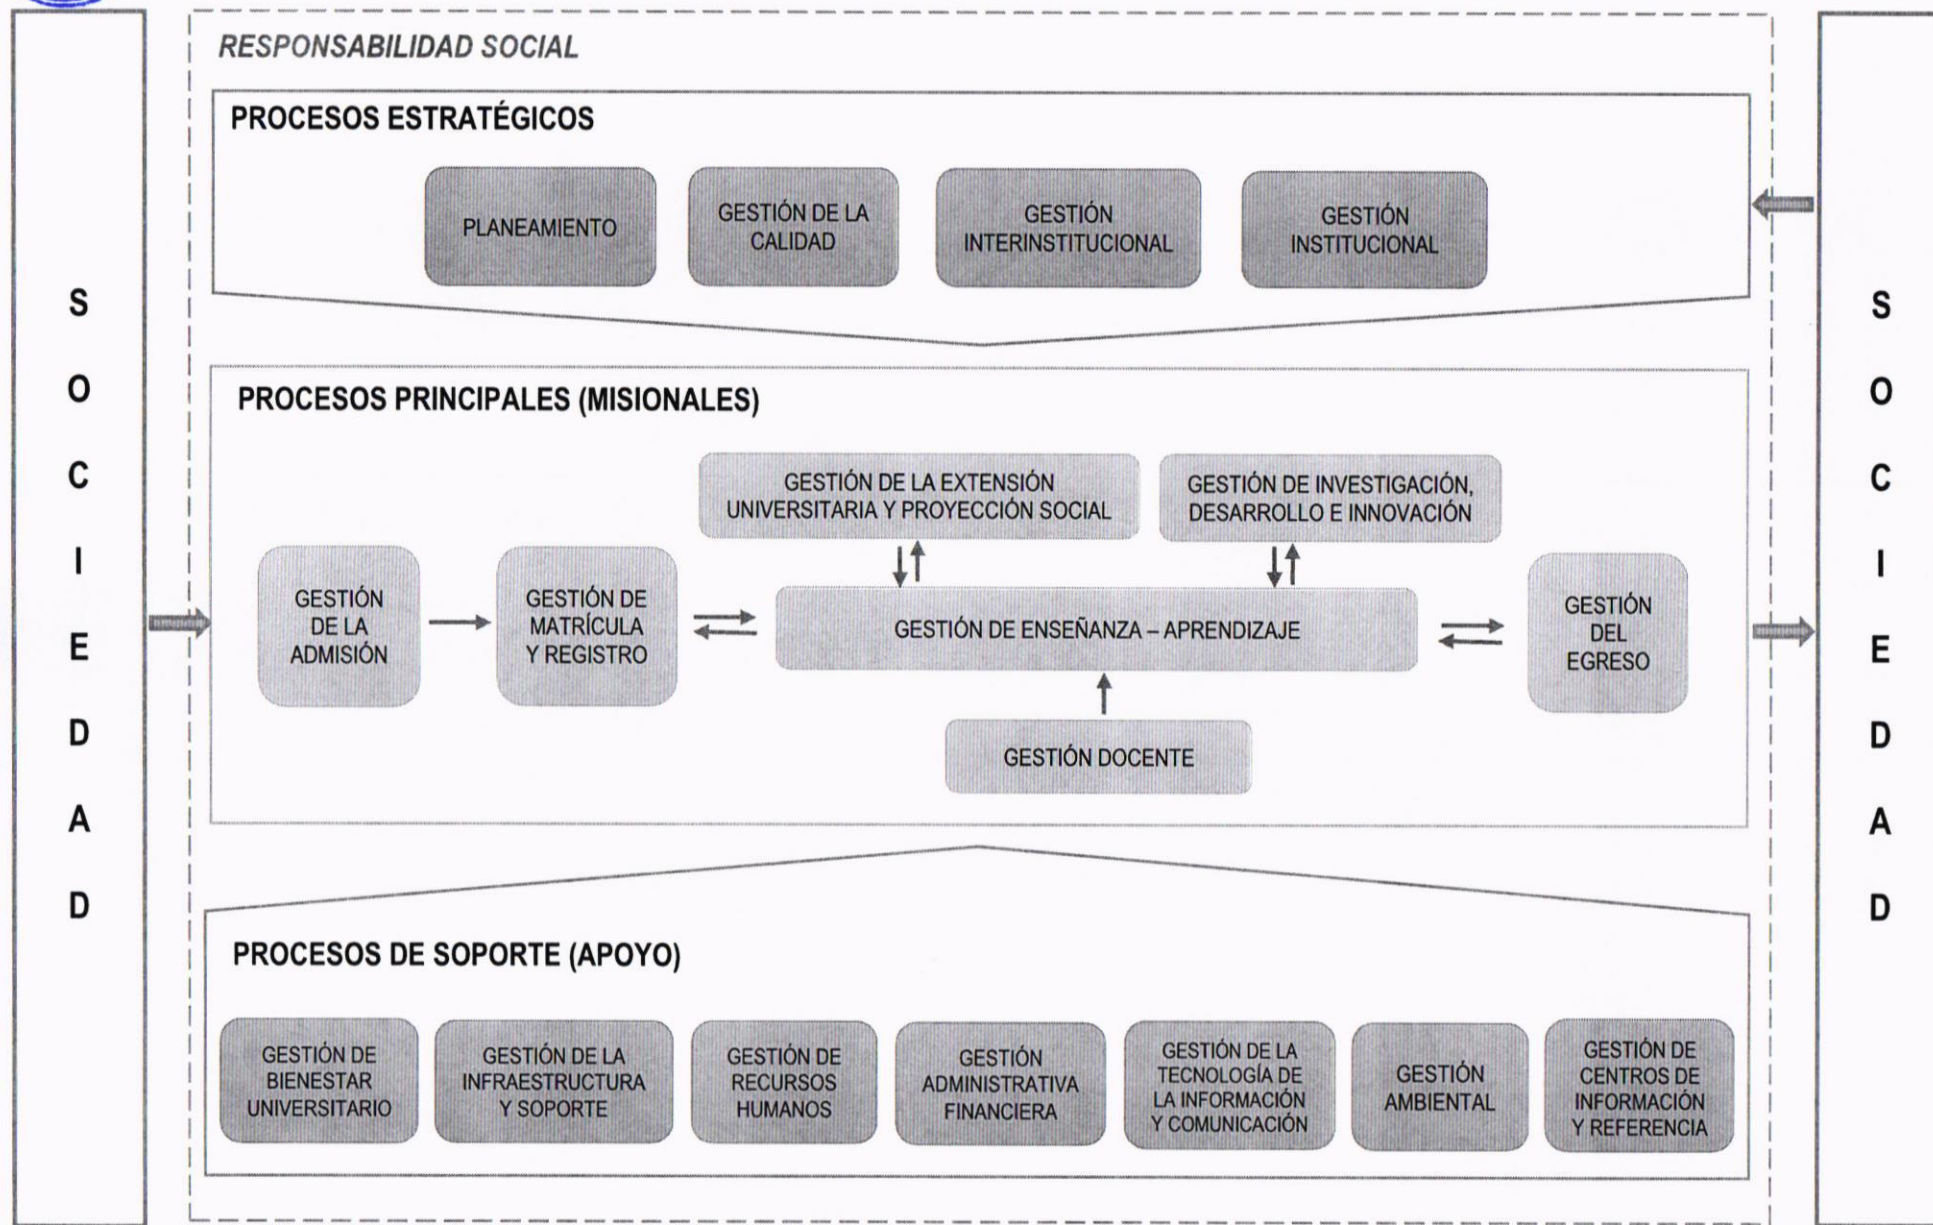 RESPONSABILIDAD SOCIAL
PROCESOS ESTRATÉGICOS
PLANEAMIENTO
GESTIÓN DE LA
CALIDAD
GESTIÓN
INTERINSTITUCIONAL
GESTIÓN
INSTITUCIONAL
S
O
C
I
E
D
A
D
PROCESOS PRINCIPALES (MISIONALES)
GESTIÓN DE LA EXTENSIÓN
UNIVERSITARIA Y PROYECCIÓN SOCIAL
GESTIÓN DE INVESTIGACIÓN,
DESARROLLO E INNOVACIÓN
GESTIÓN
DE LA
ADMISIÓN
GESTIÓN DE
MATRÍCULA
Y REGISTRO
GESTIÓN DE ENSEÑANZA – APRENDIZAJE
GESTIÓN
DEL
EGRESO
GESTIÓN DOCENTE
PROCESOS DE SOPORTE (APOYO)
GESTIÓN DE
BIENESTAR
UNIVERSITARIO
GESTIÓN DE LA
INFRAESTRUCTURA
Y SOPORTE
GESTIÓN DE
RECURSOS
HUMANOS
GESTIÓN
ADMINISTRATIVA
FINANCIERA
GESTIÓN DE LA
TECNOLOGÍA DE
LA INFORMACIÓN
Y COMUNICACIÓN
GESTIÓN
AMBIENTAL
GESTIÓN DE
CENTROS DE
INFORMACIÓN
Y REFERENCIA
S
O
C
I
E
D
A
D